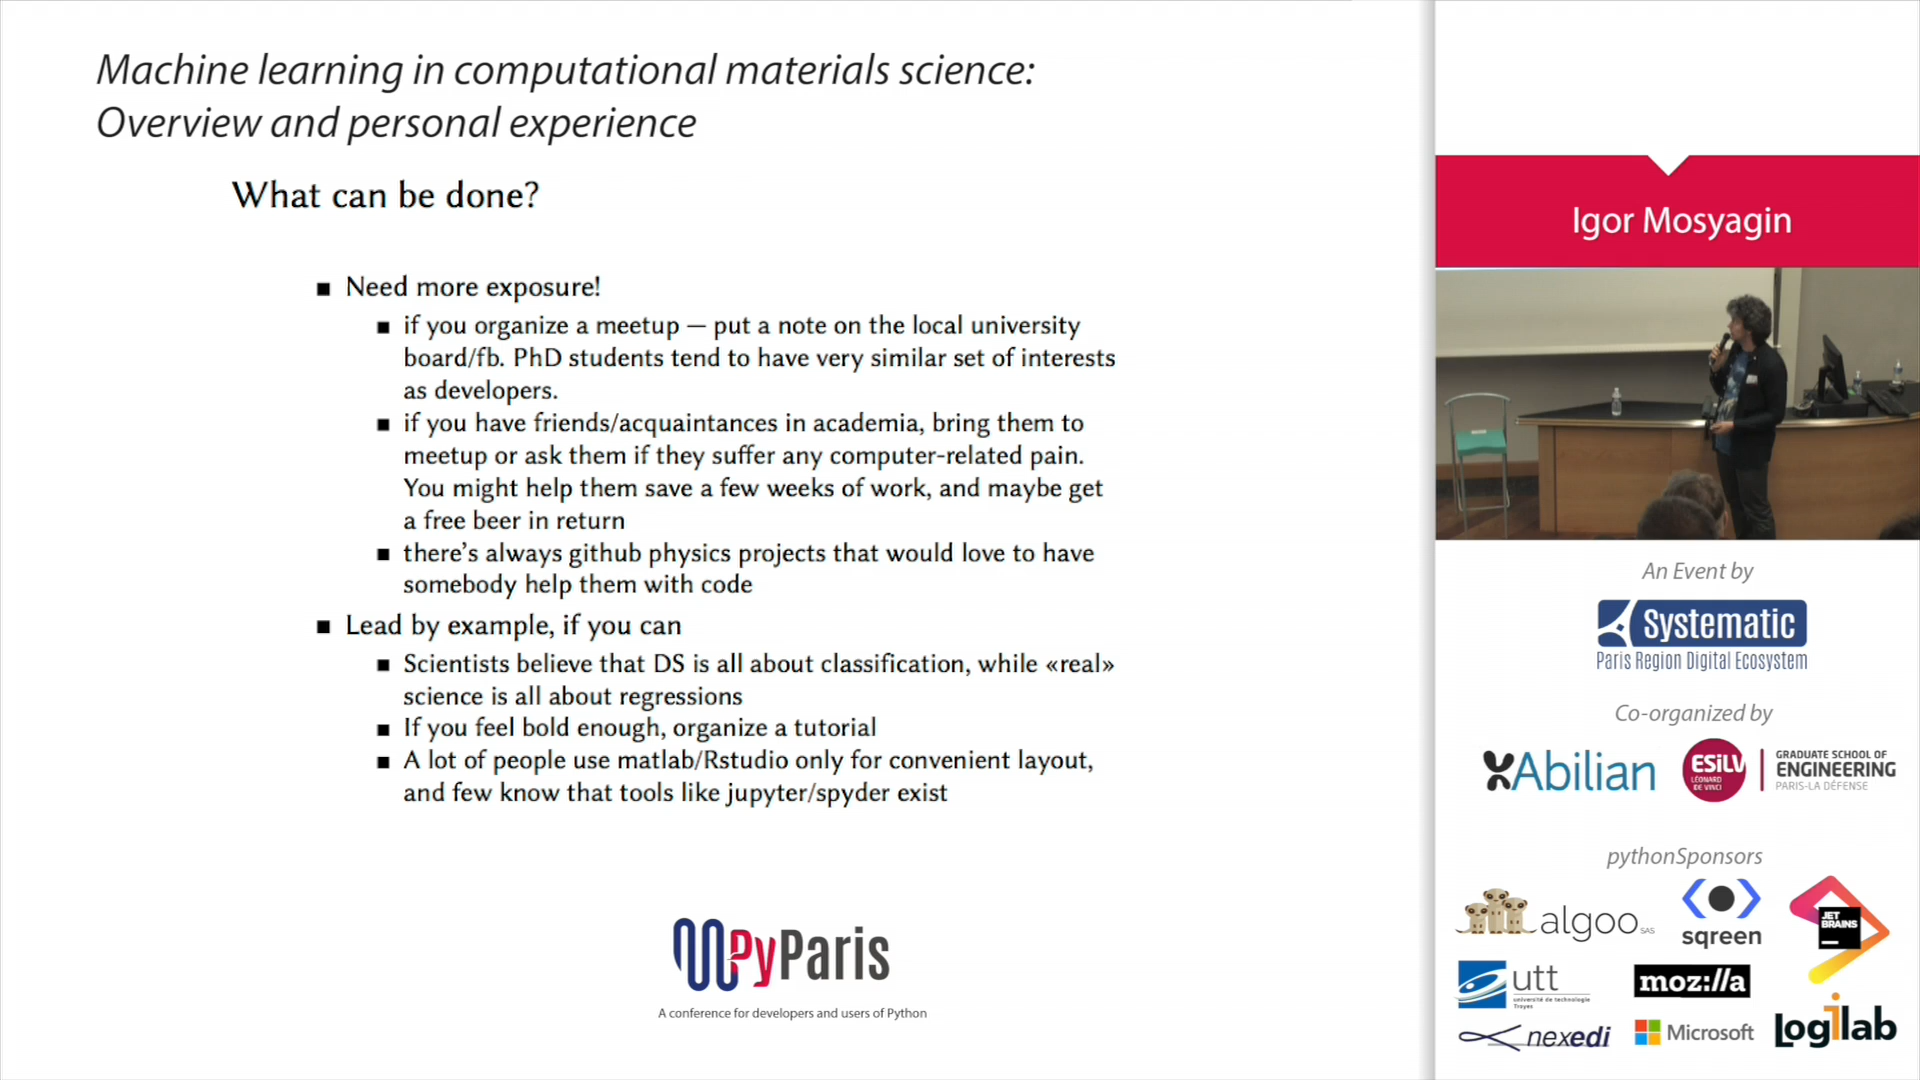 Machine learning in computational materials science:
Overview and personal experience
What can be done?
■ Need more exposure!
■ if you organize a meetup — put a note on the local university
board/fb. PhD students tend to have very similar set of interests
as developers.
■ if you have friends/acquaintances in academia, bring them to
meetup or ask them if they suffer any computer-related pain.
You might help them save a few weeks of work, and maybe get
a free beer in return
■ there's always github physics projects that would love to have
somebody help them with code
■ Lead by example, if you can
■ Scientists believe that DS is all about classification, while «real»
science is all about regressions
■ If you feel bold enough, organize a tutorial
■ A lot of people use matlab/Rstudio only for convenient layout,
and few know that tools like jupyter/spyder exist
PyParis
A conference for developers and users of Python
Igor Mosyagin
An Event by
Systematic
Paris Region Digital Ecosystem
Co-organized by
Abilian
ESILV
LÉONARD
DE VINCI
GRADUATE SCHOOL OF
ENGINEERING
PARIS-LA DÉFENSE
pythonSponsors
algoo SAS
sqreen
JET
BRAINS
utt
université de technologie
Troyes
moz://a
nexedi
Microsoft
logilab